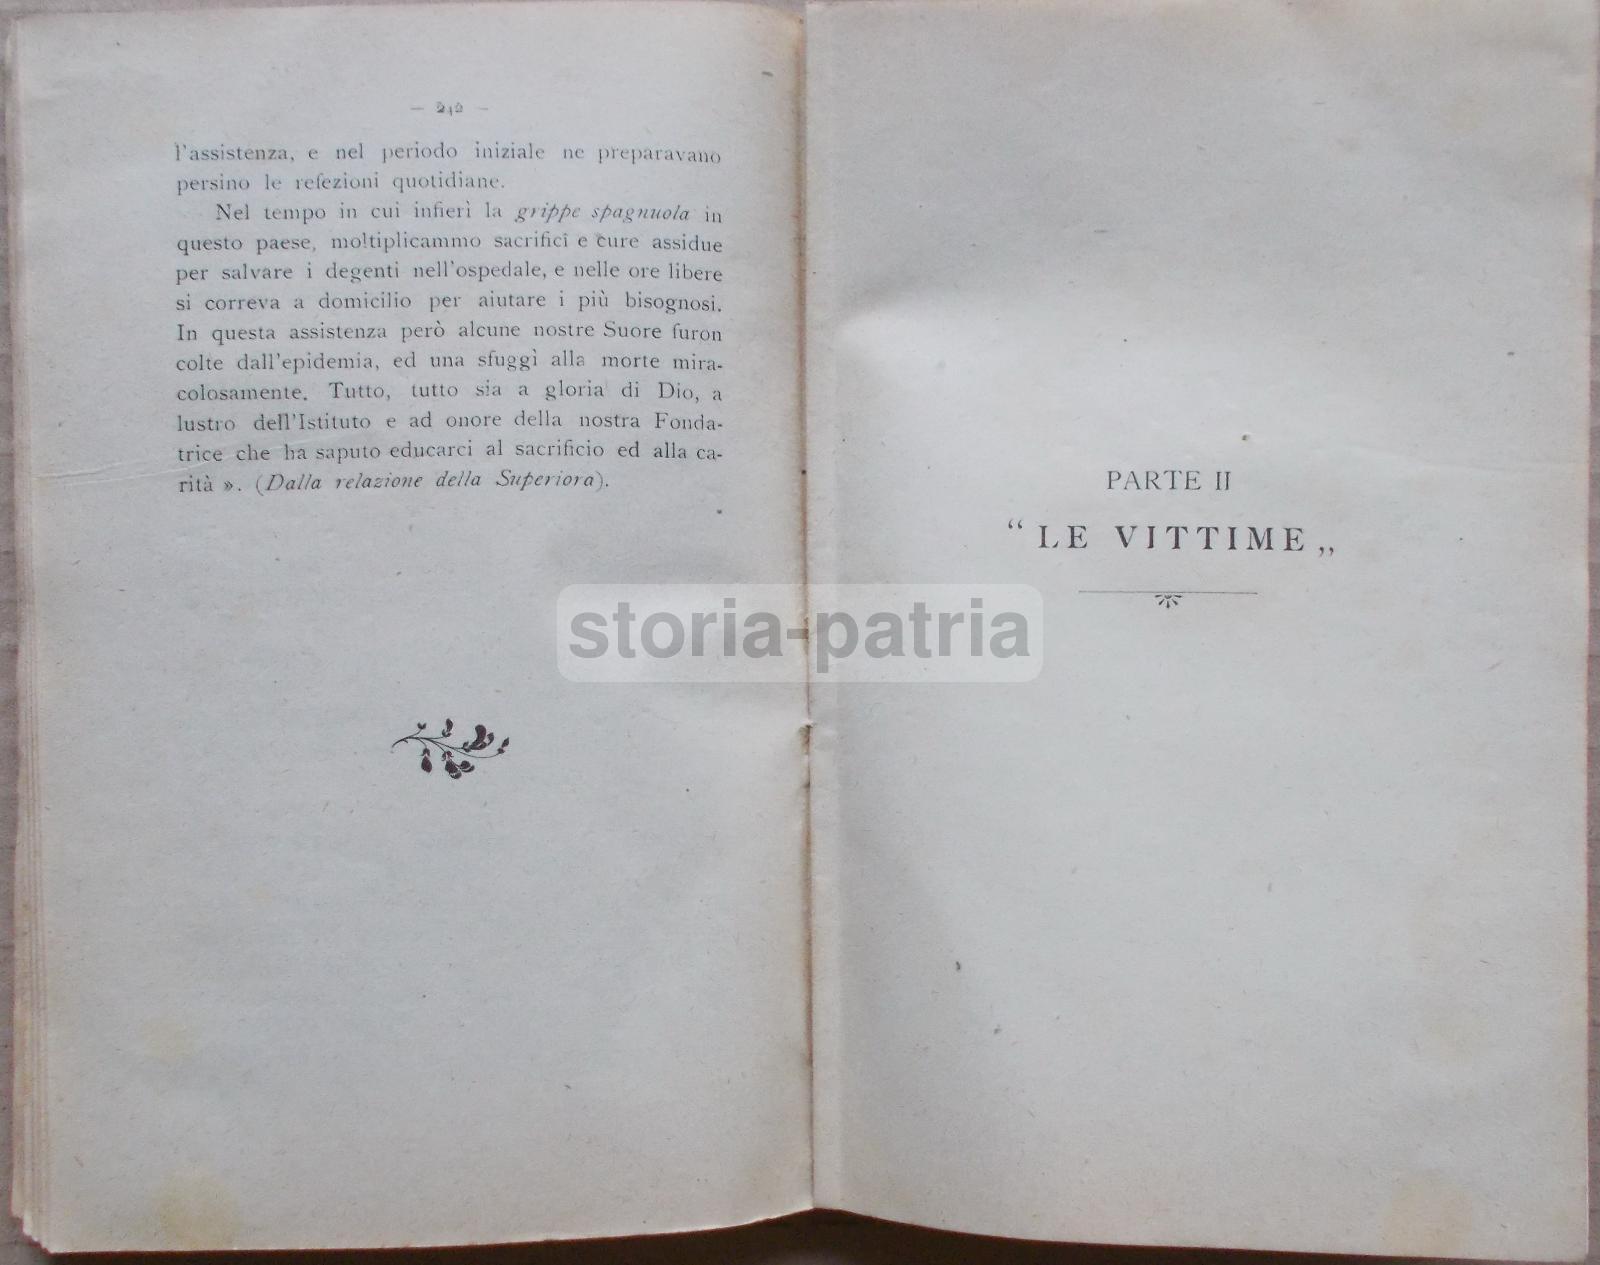 — 242 —
l'assistenza, e nel periodo iniziale ne preparavano
persino le refezioni quotidiane.
Nel tempo in cui infierì la grippe spagnuola in
questo paese, moltiplicammo sacrifici e cure assidue
per salvare i degenti nell'ospedale, e nelle ore libere
si correva a domicilio per aiutare i più bisognosi.
In questa assistenza però alcune nostre Suore furon
colte dall'epidemia, ed una sfuggì alla morte mira-
colosamente. Tutto, tutto sia a gloria di Dio, a
lustro dell'Istituto e ad onore della nostra Fonda-
trice che ha saputo educarci al sacrificio ed alla ca-
rità ». (Dalla relazione della Superiora).
PARTE II
“ LE VITTIME „
storia-patria